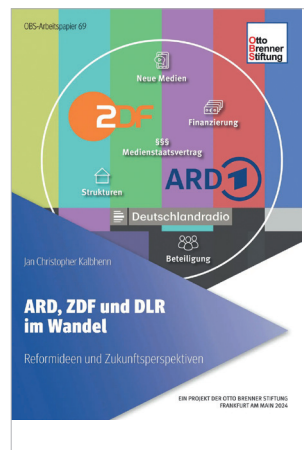 OBS-Arbeitspapier 69
Otto
Brenner
Stiftung
Neue Medien
ZDF
Finanzierung
§§§
Medienstaatsvertrag
Strukturen
ARD 1
Deutschlandradio
Beteiligung
Jan Christopher Kalbhenn
ARD, ZDF und DLR
im Wandel
Reformideen und Zukunftsperspektiven
EIN PROJEKT DER OTTO BRENNER STIFTUNG
FRANKFURT AM MAIN 2024